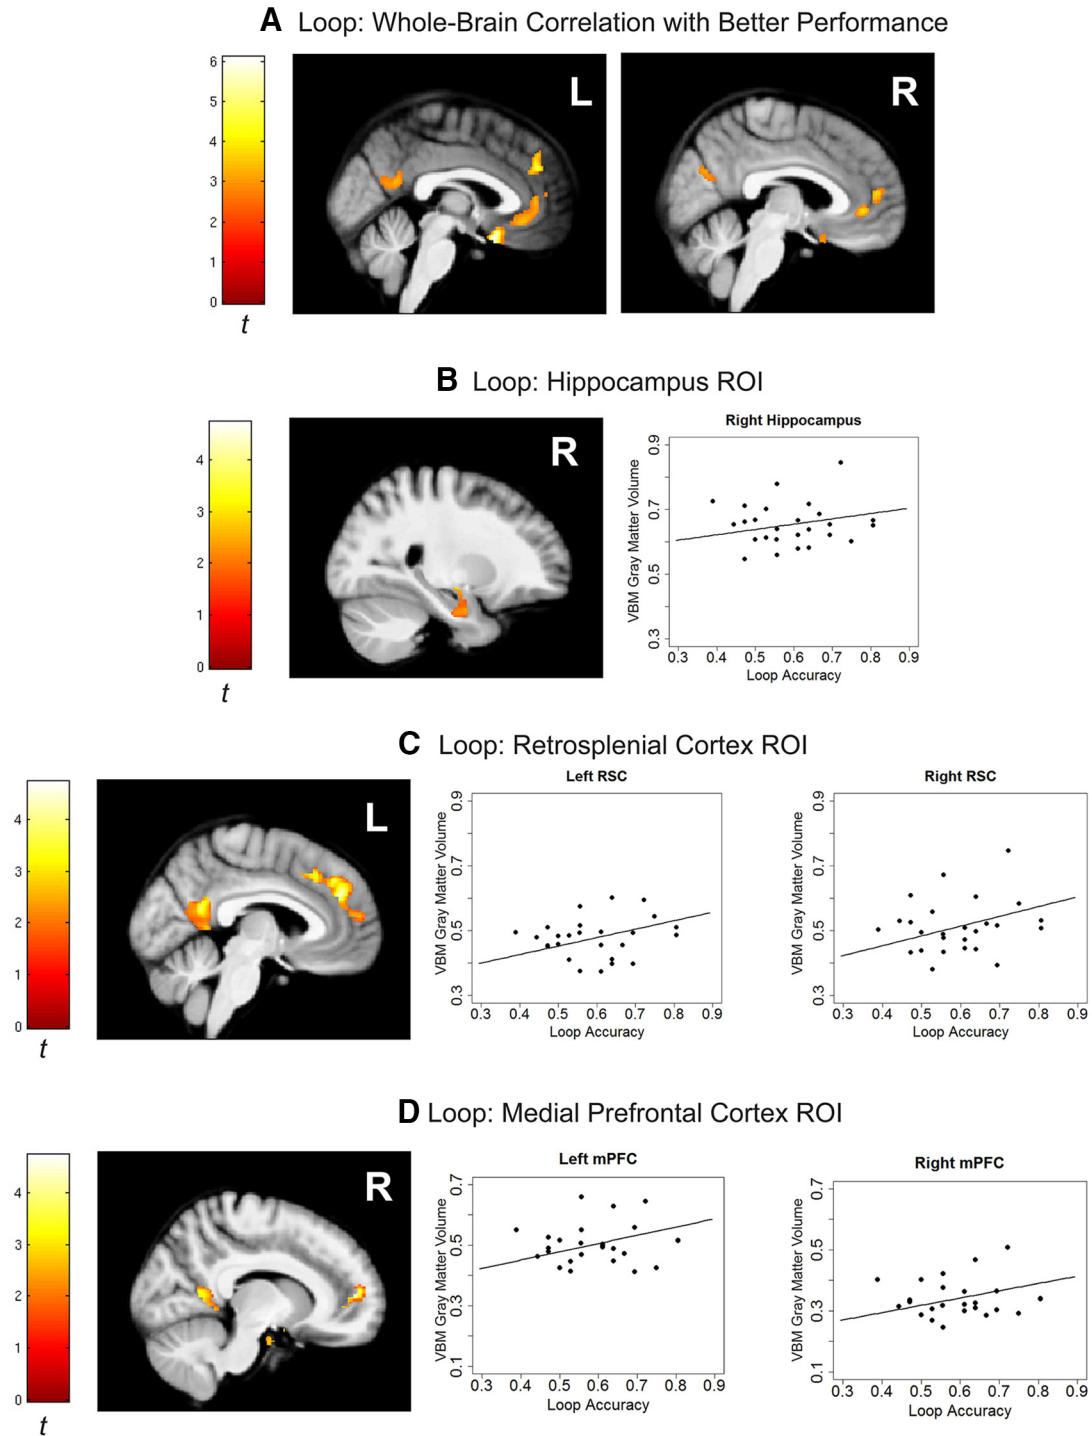 A Loop: Whole-Brain Correlation with Better Performance
6
5
4
3
2
1
0
t
L
R
B Loop: Hippocampus ROI
4
3
2
1
0
t
R
Right Hippocampus
VBM Gray Matter Volume
0.9
0.7
0.5
0.3
0.3 0.4 0.5 0.6 0.7 0.8 0.9
Loop Accuracy
C Loop: Retrosplenial Cortex ROI
4
3
2
1
0
t
L
Left RSC
VBM Gray Matter Volume
0.9
0.7
0.5
0.3
0.3 0.4 0.5 0.6 0.7 0.8 0.9
Loop Accuracy
Right RSC
VBM Gray Matter Volume
0.9
0.7
0.5
0.3
0.3 0.4 0.5 0.6 0.7 0.8 0.9
Loop Accuracy
D Loop: Medial Prefrontal Cortex ROI
4
3
2
1
0
t
R
Left mPFC
VBM Gray Matter Volume
0.7
0.5
0.3
0.1
0.3 0.4 0.5 0.6 0.7 0.8 0.9
Loop Accuracy
Right mPFC
VBM Gray Matter Volume
0.7
0.5
0.3
0.1
0.3 0.4 0.5 0.6 0.7 0.8 0.9
Loop Accuracy